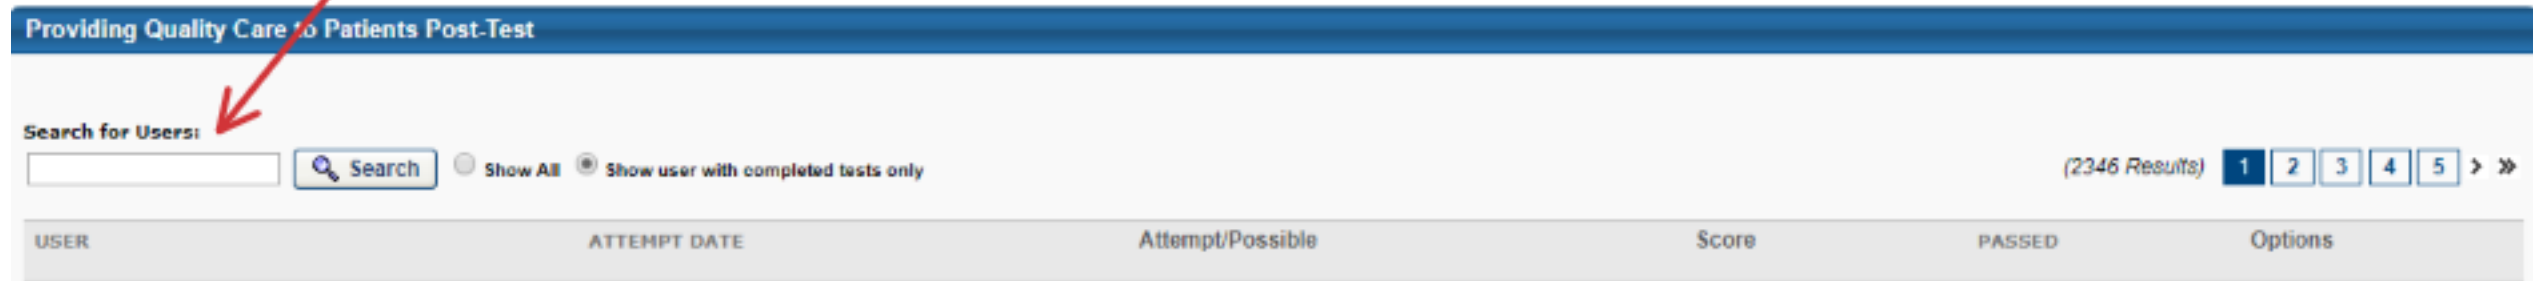 Providing Quality Care to Patients Post-Test
Search for Users:
Search Show All Show user with completed tests only (2346 Results) 1 2 3 4 5 > »
USER ATTEMPT DATE Attempt/Possible Score PASSED Options